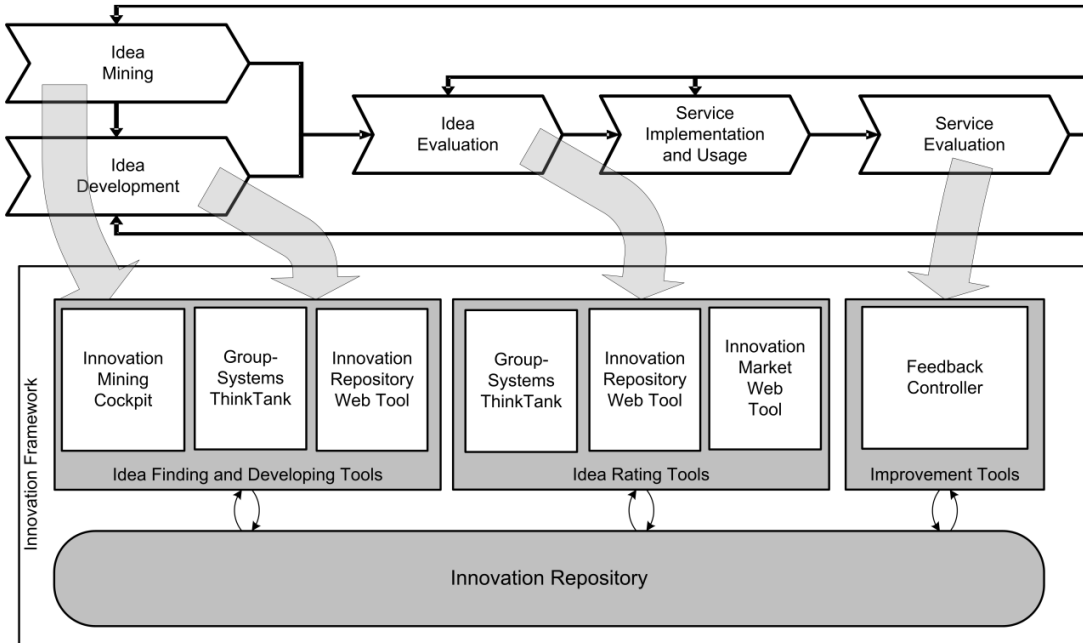 Idea
Mining
Idea
Development
Idea
Evaluation
Service
Implementation
and Usage
Service
Evaluation
Innovation Framework
Innovation
Mining
Cockpit
Group-
Systems
ThinkTank
Innovation
Repository
Web Tool
Idea Finding and Developing Tools
Group-
Systems
ThinkTank
Innovation
Repository
Web Tool
Innovation
Market
Web
Tool
Idea Rating Tools
Feedback
Controller
Improvement Tools
Innovation Repository